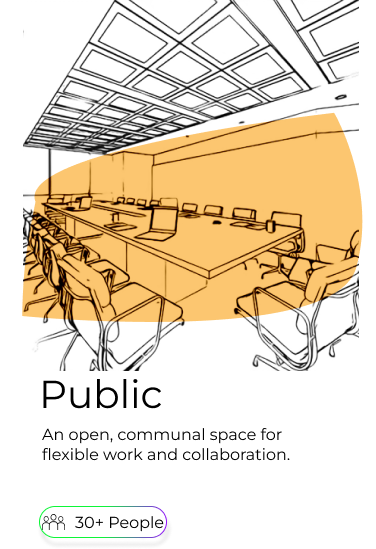 Public
An open, communal space for
flexible work and collaboration.
30+ People